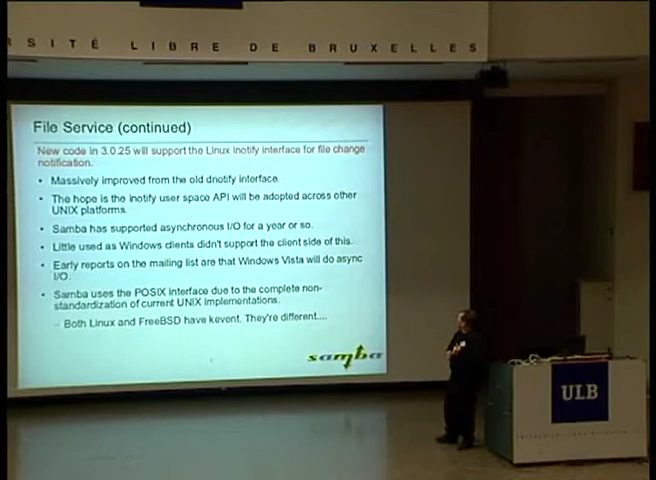 RSITÉ LIBRE DE BRUXELLES
File Service (continued)
New code in 3.0.25 will support the Linux inotify interface for file change
notification.
• Massively improved from the old dnotify interface.
• The hope is the inotify user space API will be adopted across other
UNIX platforms.
• Samba has supported asynchronous I/O for a year or so.
• Little used as Windows clients didn't support the client side of this.
• Early reports on the mailing list are that Windows Vista will do async
I/O.
• Samba uses the POSIX interface due to the complete non-
standardization of current UNIX implementations.
– Both Linux and FreeBSD have kevent. They're different....
samba
ULB